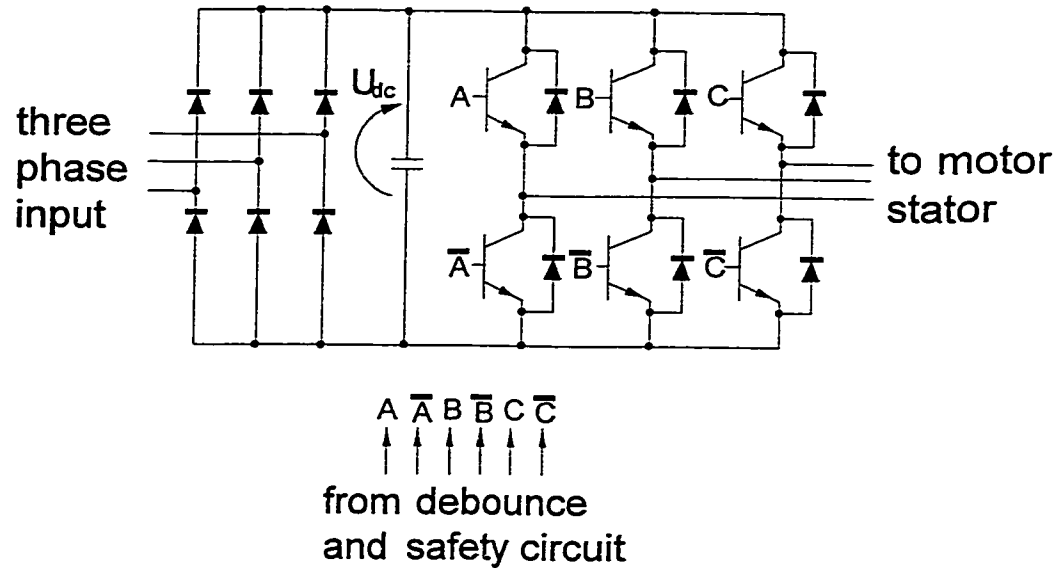 U_dc
A
B
C
three
phase
input
to motor
stator
A̅
B̅
C̅
A A̅ B B̅ C C̅
from debounce
and safety circuit